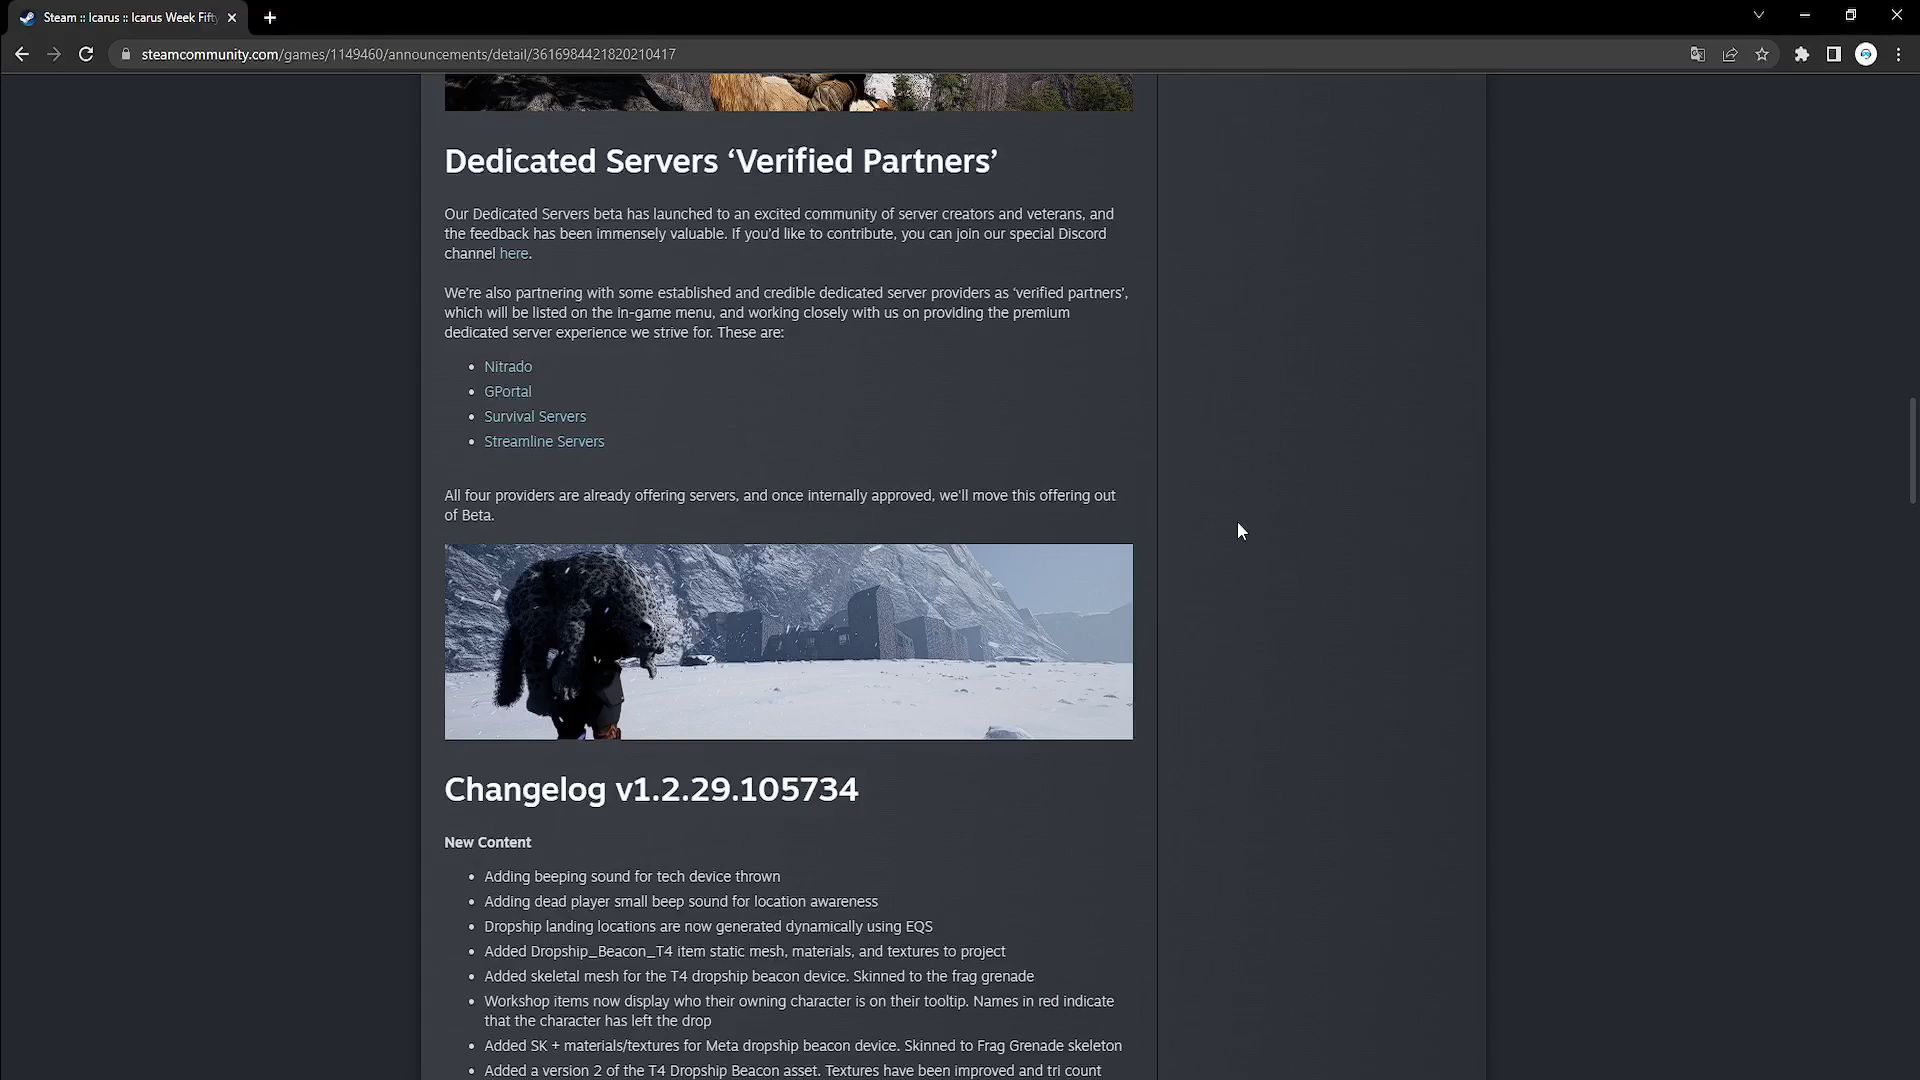 Steam :: Icarus :: Icarus Week Fifty
steamcommunity.com/games/1149460/announcements/detail/3616984421820210417
Dedicated Servers ‘Verified Partners’
Our Dedicated Servers beta has launched to an excited community of server creators and veterans, and
the feedback has been immensely valuable. If you’d like to contribute, you can join our special Discord
channel here.
We’re also partnering with some established and credible dedicated server providers as ‘verified partners’,
which will be listed on the in-game menu, and working closely with us on providing the premium
dedicated server experience we strive for. These are:
• Nitrado
• GPortal
• Survival Servers
• Streamline Servers
All four providers are already offering servers, and once internally approved, we'll move this offering out
of Beta.
Changelog v1.2.29.105734
New Content
• Adding beeping sound for tech device thrown
• Adding dead player small beep sound for location awareness
• Dropship landing locations are now generated dynamically using EQS
• Added Dropship_Beacon_T4 item static mesh, materials, and textures to project
• Added skeletal mesh for the T4 dropship beacon device. Skinned to the frag grenade
• Workshop items now display who their owning character is on their tooltip. Names in red indicate
that the character has left the drop
• Added SK + materials/textures for Meta dropship beacon device. Skinned to Frag Grenade skeleton
• Added a version 2 of the T4 Dropship Beacon asset. Textures have been improved and tri count